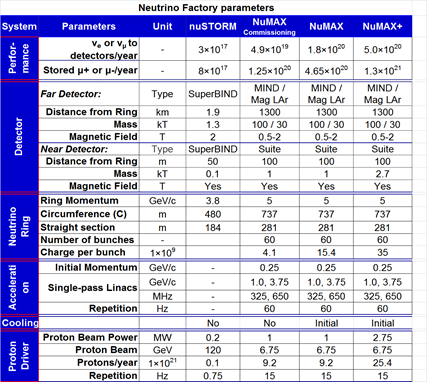 Neutrino Factory parameters
System Parameters Unit nuSTORM NuMAX Commissioning NuMAX NuMAX+
Perfor-mance νe or νμ to detectors/year - 3×10^17 4.9×10^19 1.8×10^20 5.0×10^20
Stored μ+ or μ-/year - 8×10^17 1.25×10^20 4.65×10^20 1.3×10^21
Detector Far Detector: Type SuperBIND MIND / Mag LAr MIND / Mag LAr MIND / Mag LAr
Distance from Ring km 1.9 1300 1300 1300
Mass kT 1.3 100 / 30 100 / 30 100 / 30
Magnetic Field T 2 0.5-2 0.5-2 0.5-2
Near Detector: Type SuperBIND Suite Suite Suite
Distance from Ring m 50 100 100 100
Mass kT 0.1 1 1 2.7
Magnetic Field T Yes Yes Yes Yes
Neutrino Ring Ring Momentum GeV/c 3.8 5 5 5
Circumference (C) m 480 737 737 737
Straight section m 184 281 281 281
Number of bunches - 60 60 60
Charge per bunch 1×10^9 4.1 15.4 35
Accelerati on Initial Momentum GeV/c - 0.25 0.25 0.25
Single-pass Linacs GeV/c - 1.0, 3.75 1.0, 3.75 1.0, 3.75
MHz - 325, 650 325, 650 325, 650
Repetition Hz - 60 60 60
Cooling No No Initial Initial
Proton Driver Proton Beam Power MW 0.2 1 1 2.75
Proton Beam GeV 120 6.75 6.75 6.75
Protons/year 1×10^21 0.1 9.2 9.2 25.4
Repetition Hz 0.75 15 15 15